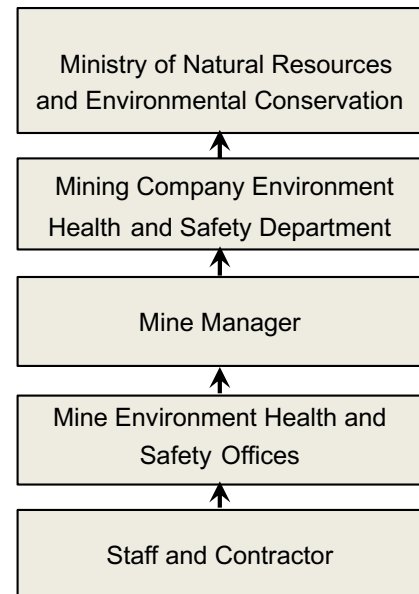 Ministry of Natural Resources
and Environmental Conservation
Mining Company Environment
Health and Safety Department
Mine Manager
Mine Environment Health and
Safety Offices
Staff and Contractor